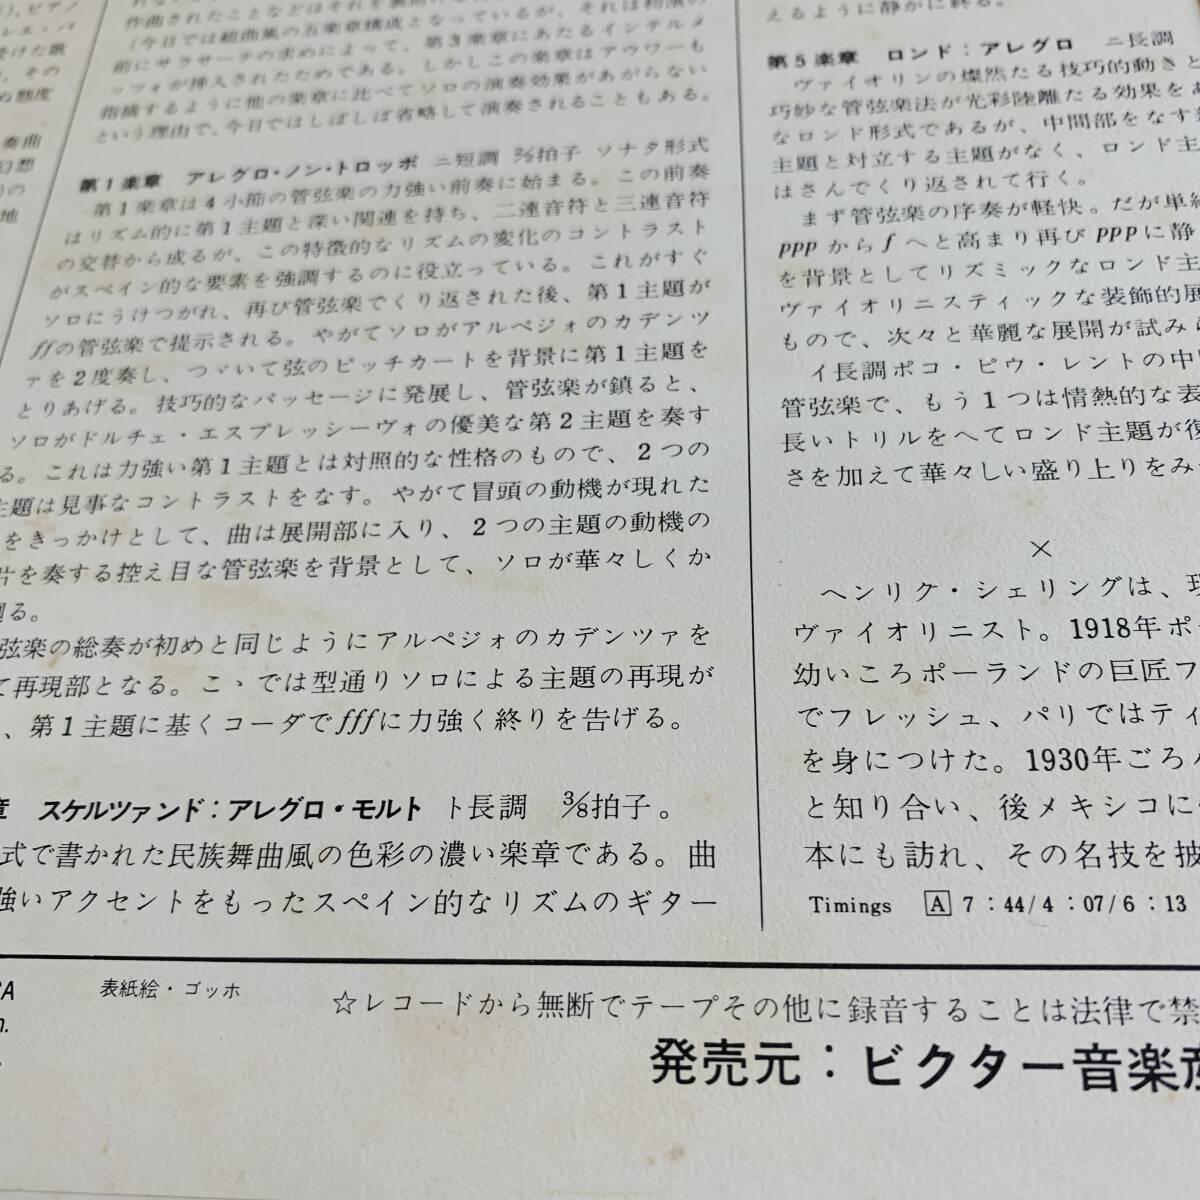 ピアノ
レエ・バ
受けた歌
その
ぬ態度
奏曲
幻想
の
地
(今日では組曲風の五楽章構成となっているが、それは初演の
前にサラサーテの求めによって、第3楽章にあたるインテルメ
ッツォが挿入されたためである。しかしこの楽章はアウワーも
指摘するように他の楽章に比べてソロの演奏効果があがらない
という理由で、今日ではしばしば省略して演奏されることもある。
第1楽章 アレグロ・ノン・トロッポ ニ短調 2/2拍子 ソナタ形式
第1楽章は4小節の管弦楽の力強い前奏に始まる。この前奏
はリズム的に第1主題と深い関連を持ち、二連音符と三連音符
の交替から成るが、この特徴的なリズムの変化のコントラスト
がスペイン的な要素を強調するのに役立っている。これがすぐ
ソロにうけつがれ、再び管弦楽でくり返された後、第1主題が
ffの管弦楽で提示される。やがてソロがアルペジォのカデンツ
ァを2度奏し、つゞいて弦のピッチカートを背景に第1主題を
とりあげる。技巧的なパッセージに発展し、管弦楽が鎮ると、
ソロがドルチェ・エスプレッシーヴォの優美な第2主題を奏す
る。これは力強い第1主題とは対照的な性格のもので、2つの
主題は見事なコントラストをなす。やがて冒頭の動機が現れた
をきっかけとして、曲は展開部に入り、2つの主題の動機の
片を奏する控え目な管弦楽を背景として、ソロが華々しくか
廻る。
弦楽の総奏が初めと同じようにアルペジォのカデンツァを
て再現部となる。こゝでは型通りソロによる主題の再現が
、第1主題に基くコーダでfffに力強く終りを告げる。
章 スケルツァンド:アレグロ・モルト ト長調 3/8拍子。
式で書かれた民族舞曲風の色彩の濃い楽章である。曲
強いアクセントをもったスペイン的なリズムのギター
えるように静かに終る。
第5楽章 ロンド:アレグロ ニ長調
ヴァイオリンの燦然たる技巧的動きと
巧妙な管弦楽法が光彩陸離たる効果をあ
なロンド形式であるが、中間部をなす
主題と対立する主題がなく、ロンド主
はさんでくり返されて行く。
まず管弦楽の序奏が軽快。だが単純
pppからfへと高まり再びpppに静
を背景としてリズミックなロンド主
ヴァイオリニスティックな装飾的展
もので、次々と華麗な展開が試みら
イ長調ポコ・ピウ・レントの中
管弦楽で、もう1つは情熱的な表
長いトリルをへてロンド主題が復
さを加えて華々しい盛り上りをみ
×
ヘンリク・シェリングは、現
ヴァイオリニスト。1918年ポー
幼いころポーランドの巨匠フ
でフレッシュ、パリではティ
を身につけた。1930年ごろ
と知り合い、後メキシコに
本にも訪れ、その名技を披
Timings A 7:44/4:07/6:13
表紙絵・ゴッホ
☆レコードから無断でテープその他に録音することは法律で禁
発売元:ビクター音楽産